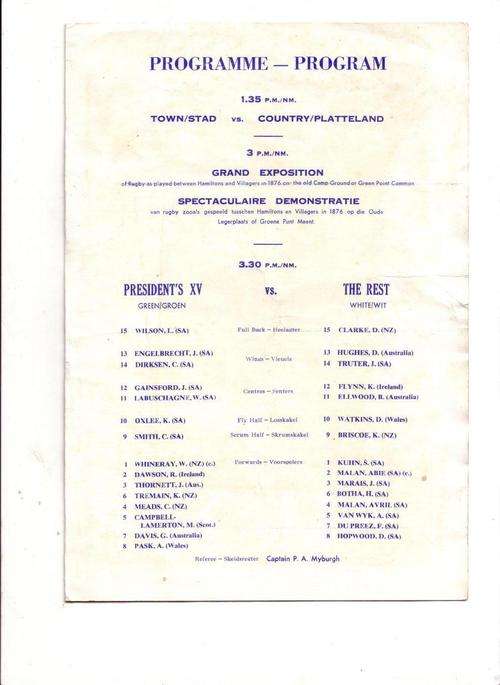 PROGRAMME — PROGRAM
1.35 P.M./NM.
TOWN/STAD vs. COUNTRY/PLATTELAND
3 P.M./NM.
GRAND EXPOSITION
of Rugby as played between Hamiltons and Villagers in 1876 on the old Camp Ground or Green Point Common
SPECTACULAIRE DEMONSTRATIE
van rugby zooals gespeeld tusschen Hamiltons en Villagers in 1876 op die Oude
Legerplaats of Groene Punt Meent.
3.30 P.M./NM.
PRESIDENT'S XV vs. THE REST
GREEN/GROEN WHITE/WIT
15 WILSON, L. (SA) Full Back – Heelagter 15 CLARKE, D. (NZ)
13 ENGELBRECHT, J. (SA) Wings – Vleuels 13 HUGHES, D. (Australia)
14 DIRKSEN, C. (SA) 14 TRUTER, J. (SA)
12 GAINSFORD, J. (SA) Centres – Senters 12 FLYNN, K. (Ireland)
11 LABUSCHAGNE, W. (SA) 11 ELLWOOD, B. (Australia)
10 OXLEE, K. (SA) Fly Half – Losskakel 10 WATKINS, D. (Wales)
9 SMITH, C. (SA) Scrum Half – Skrumskakel 9 BRISCOE, K. (NZ)
1 WHINERAY, W. (NZ) (c.) Forwards – Voorspelers 1 KUHN, S. (SA)
2 DAWSON, R. (Ireland) 2 MALAN, ABIE (SA) (c.)
3 THORNETT, J. (Aus.) 3 MARAIS, J. (SA)
6 TREMAIN, K. (NZ) 6 BOTHA, H. (SA)
4 MEADS, C. (NZ) 4 MALAN, AVRIL (SA)
5 CAMPBELL- 5 VAN WYK, A. (SA)
LAMERTON, M. (Scot.) 7 DU PREEZ, F. (SA)
7 DAVIS, G. (Australia) 8 HOPWOOD, D. (SA)
8 PASK, A. (Wales)
Referee – Skeidsregter Captain P. A. Myburgh